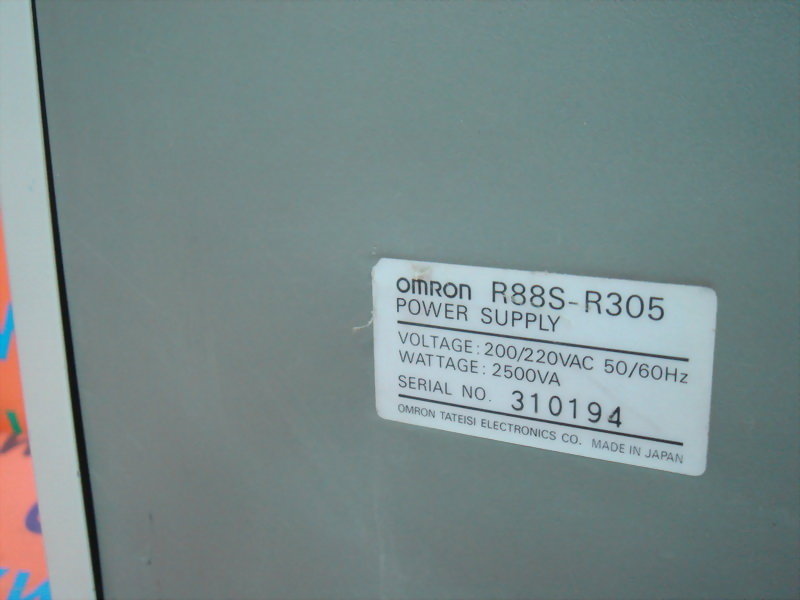 OMRON R88S-R305
POWER SUPPLY
VOLTAGE: 200/220VAC 50/60Hz
WATTAGE: 2500VA
SERIAL NO. 310194
OMRON TATEISI ELECTRONICS CO. MADE IN JAPAN